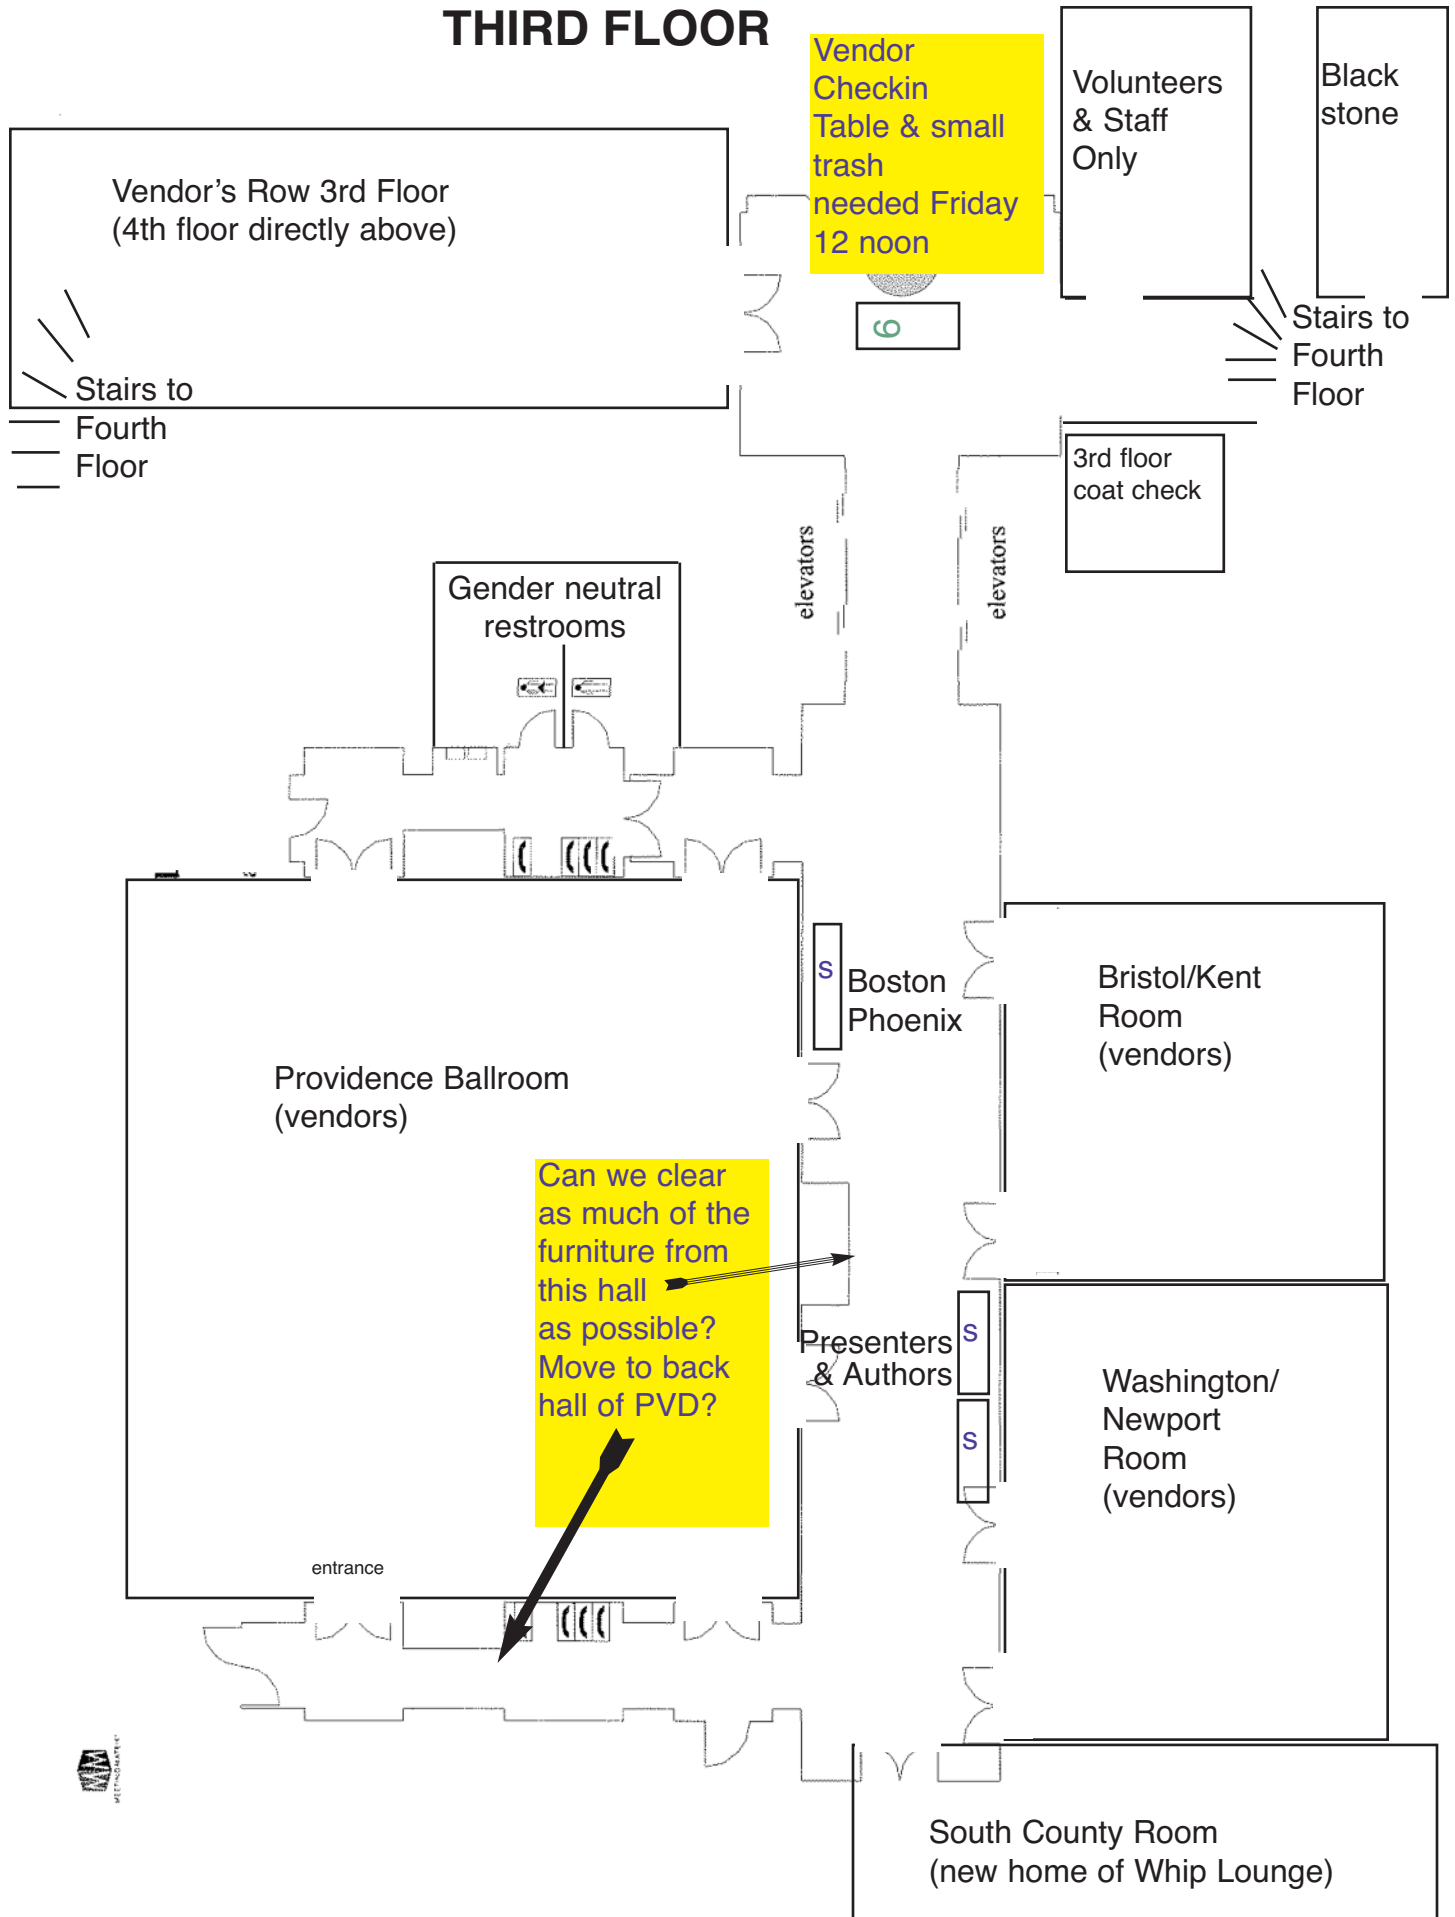 THIRD FLOOR
Vendor
Checkin
Table & small
trash
needed Friday
12 noon
Volunteers
& Staff
Only
Black
stone
Vendor’s Row 3rd Floor
(4th floor directly above)
6
Stairs to
Fourth
Floor
Stairs to
Fourth
Floor
3rd floor
coat check
elevators
elevators
Gender neutral
restrooms
S
Boston
Phoenix
Bristol/Kent
Room
(vendors)
Providence Ballroom
(vendors)
Can we clear
as much of the
furniture from
this hall
as possible?
Move to back
hall of PVD?
Presenters
& Authors
S
S
Washington/
Newport
Room
(vendors)
entrance
MEETINGMATRIX
South County Room
(new home of Whip Lounge)